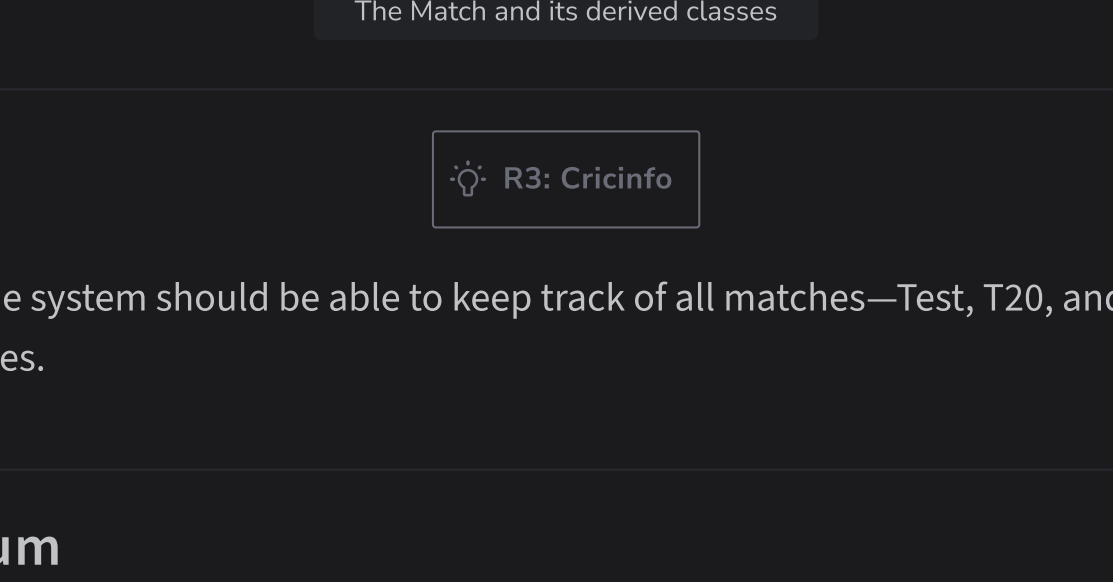 The Match and its derived classes
R3: Cricinfo
e system should be able to keep track of all matches—Test, T20, and
es.
um